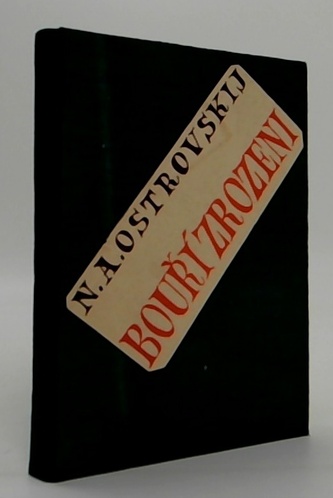 N.A. OSTROVSKIJ
BOUŘÍ ZROZENI